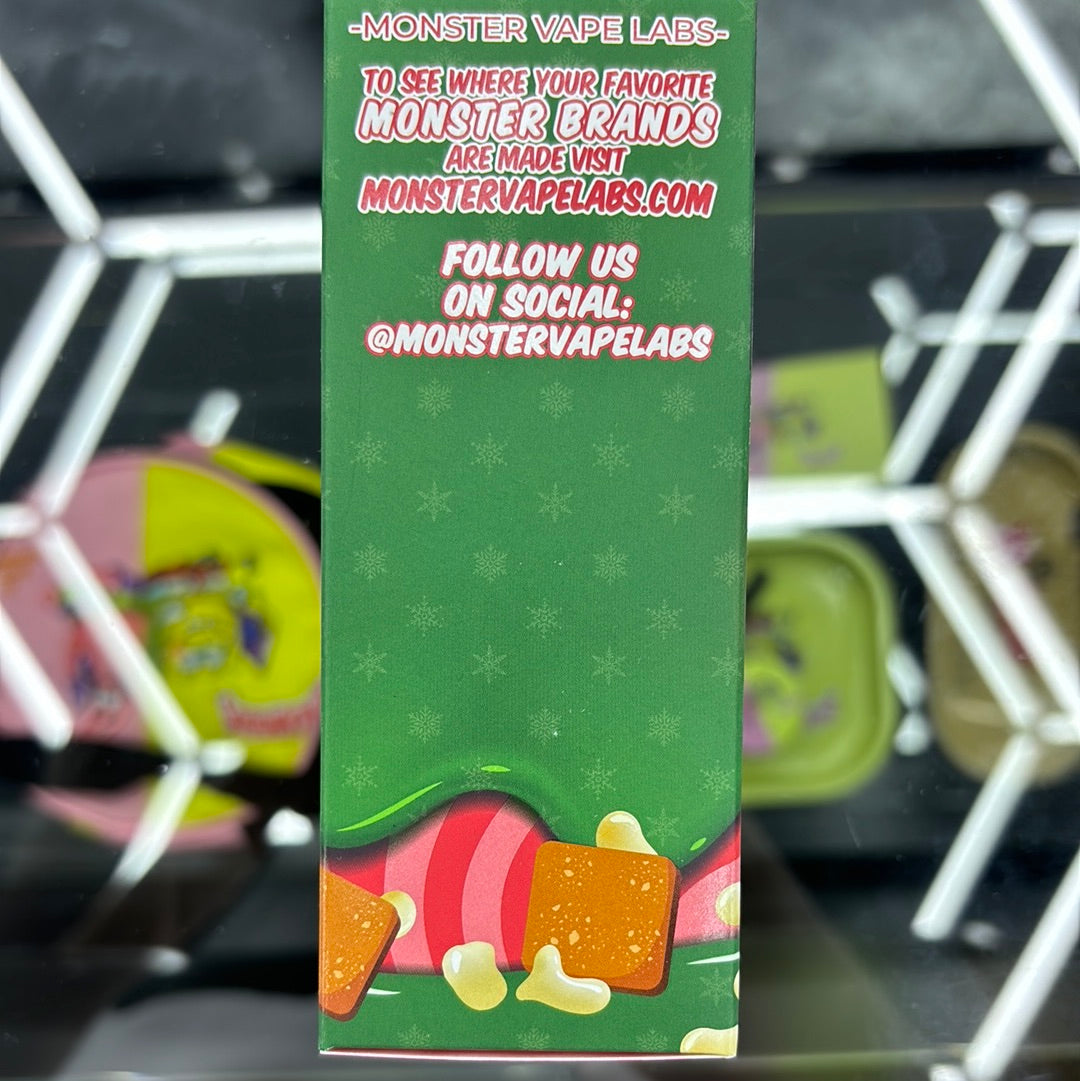 -MONSTER VAPE LABS-
TO SEE WHERE YOUR FAVORITE
MONSTER BRANDS
ARE MADE VISIT
MONSTERVAPELABS.COM
FOLLOW US
ON SOCIAL:
@MONSTERVAPELABS